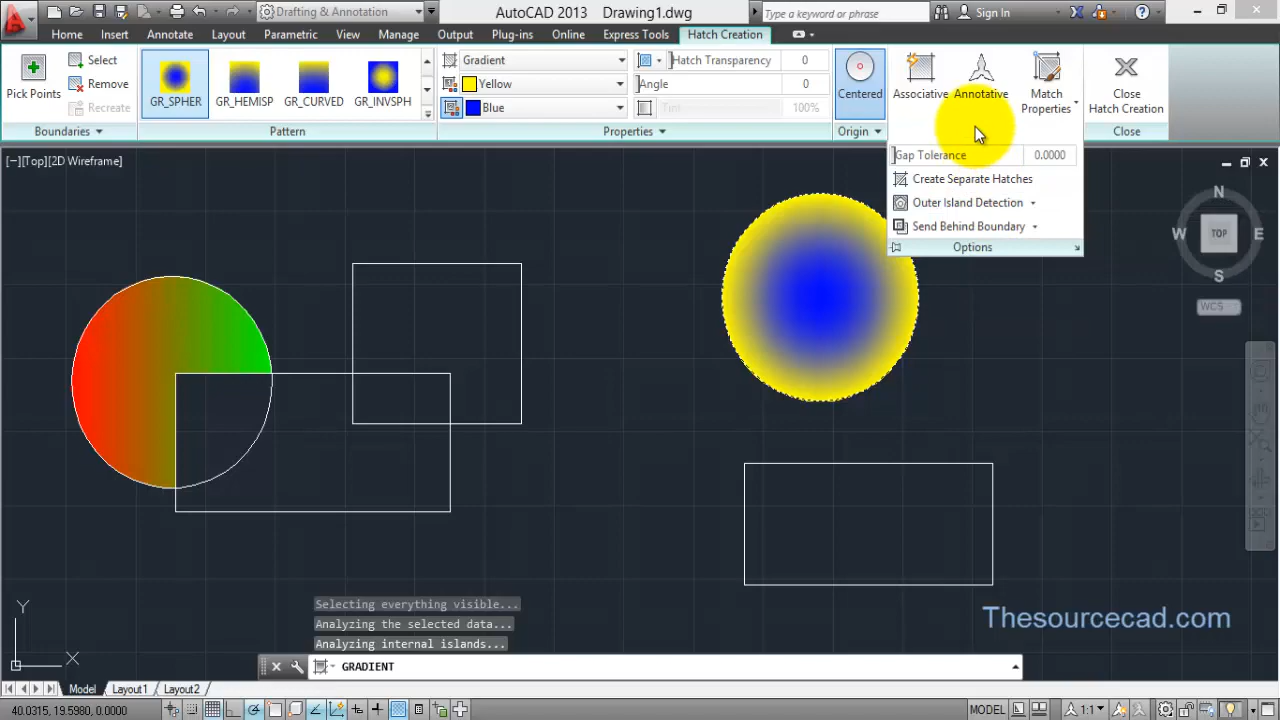 Drafting & Annotation
AutoCAD 2013 Drawing1.dwg
Type a keyword or phrase
Sign In
Home Insert Annotate Layout Parametric View Manage Output Plug-ins Online Express Tools Hatch Creation
Pick Points
Select
Remove
Recreate
Boundaries
GR_SPHER GR_HEMISP GR_CURVED GR_INVSPH
Pattern
Gradient
Yellow
Blue
Hatch Transparency 0
Angle 0
Tint 100%
Properties
Centered
Origin
Associative
Annotative
Match
Properties
Close
Hatch Creation
Close
Gap Tolerance 0.0000
Create Separate Hatches
Outer Island Detection
Send Behind Boundary
Options
[−][Top][2D Wireframe]
N
W TOP E
S
WCS
Selecting everything visible...
Analyzing the selected data...
Analyzing internal islands...
Thesourcecad.com
Y
X
GRADIENT
Model Layout1 Layout2
40.0315, 19.5980, 0.0000
MODEL
1:1